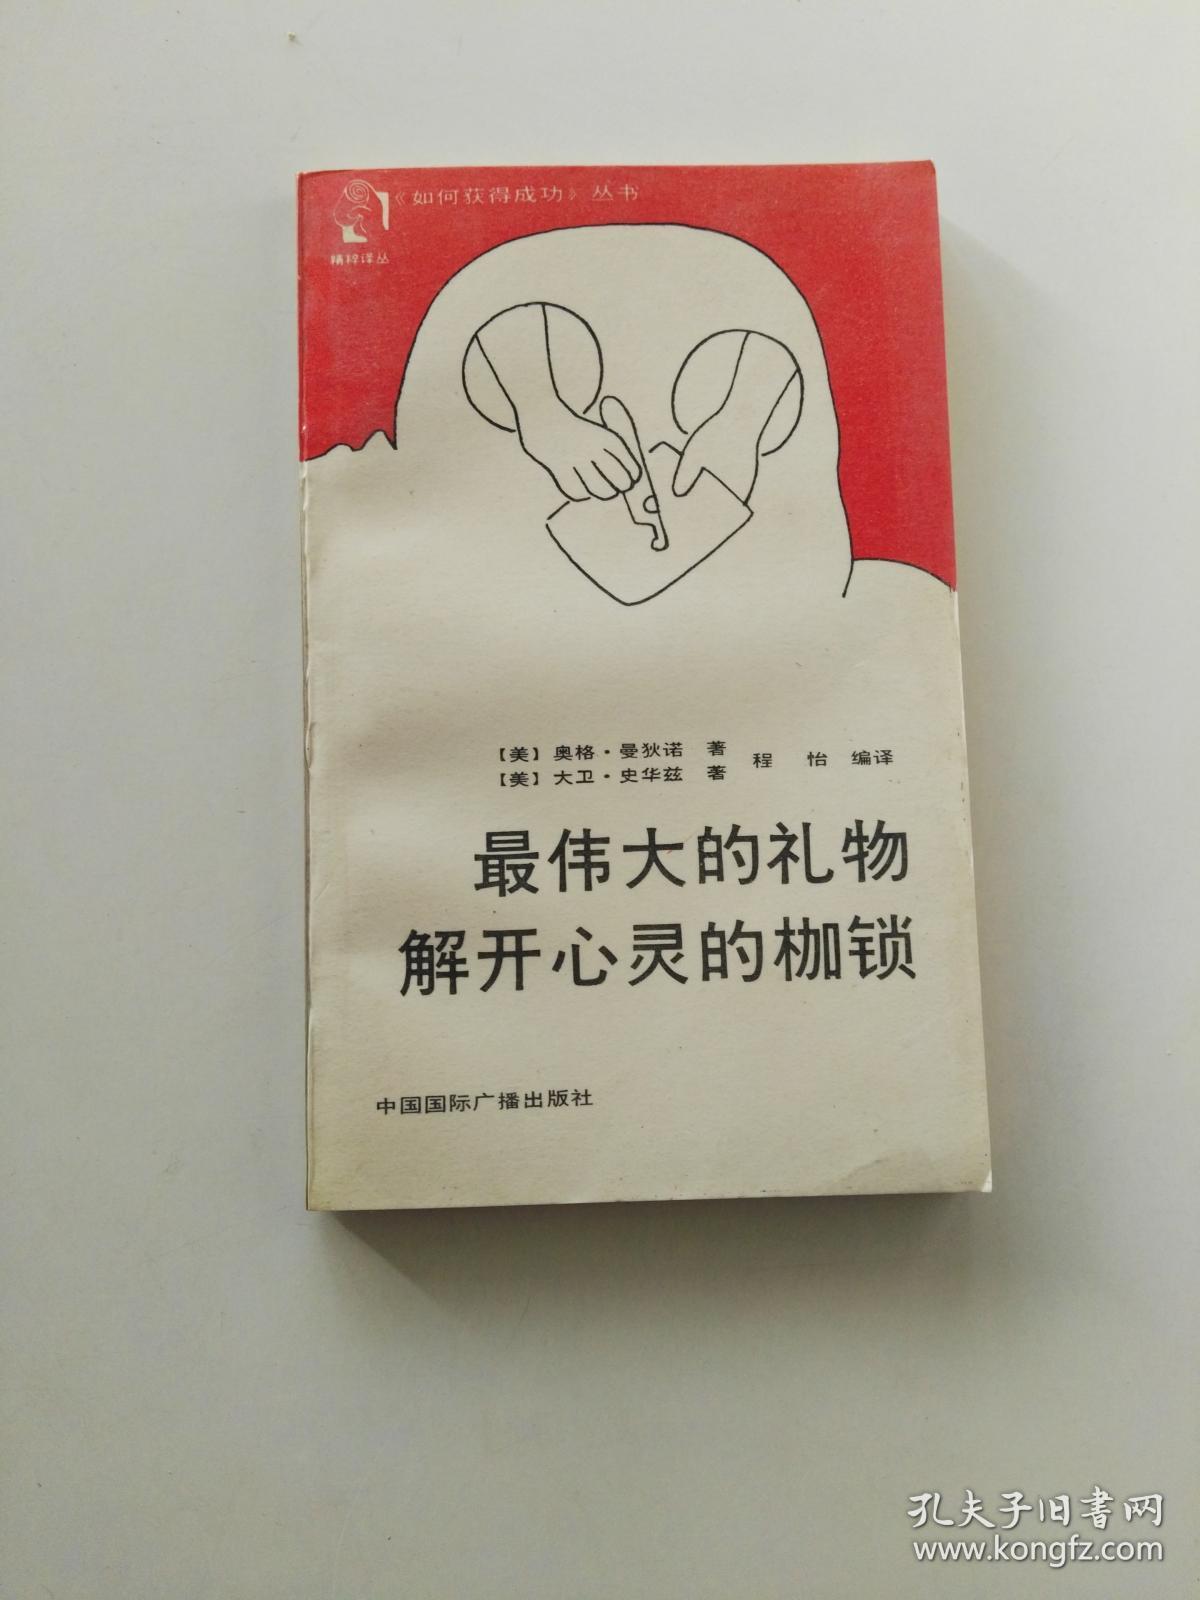 《如何获得成功》丛书
精粹译丛
【美】奥格·曼狄诺 著
【美】大卫·史华兹 著
程 怡 编译
最伟大的礼物
解开心灵的枷锁
中国国际广播出版社
孔夫子旧书网
www.kongfz.com